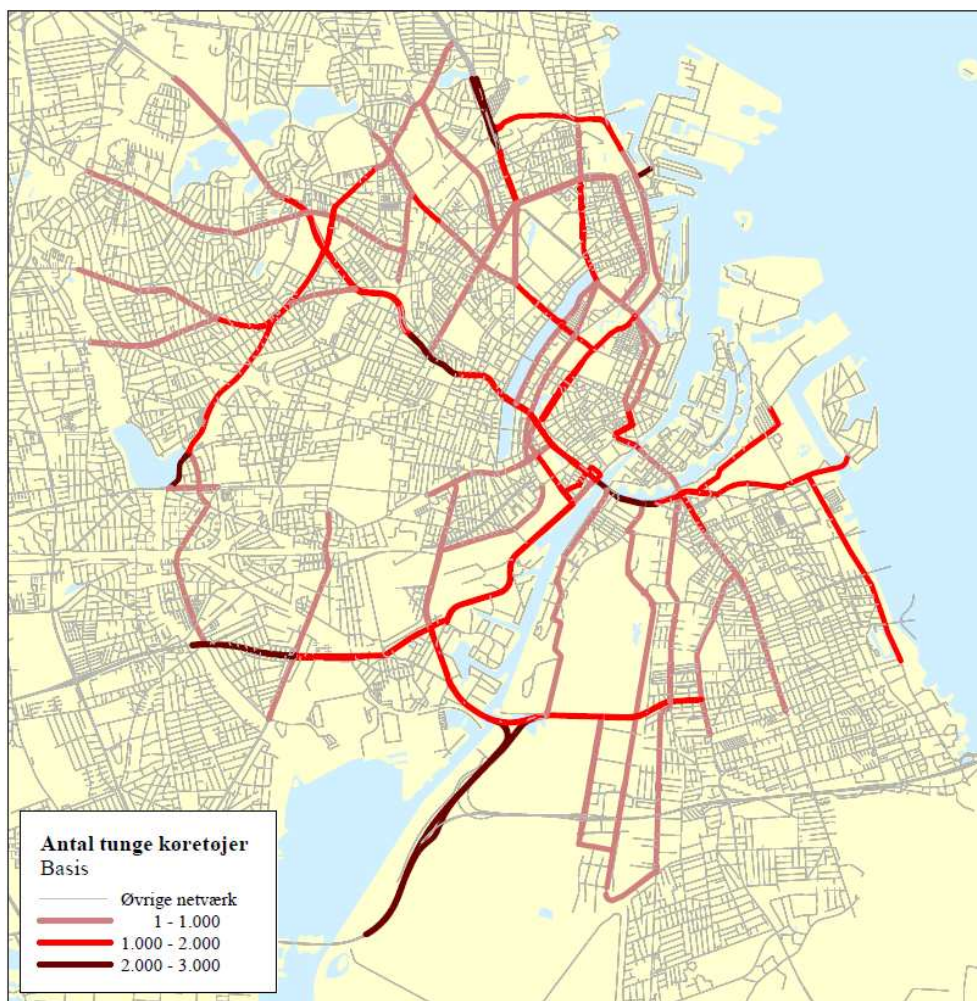 Antal tunge køretøjer
Basis
Øvrige netværk
1 - 1.000
1.000 - 2.000
2.000 - 3.000